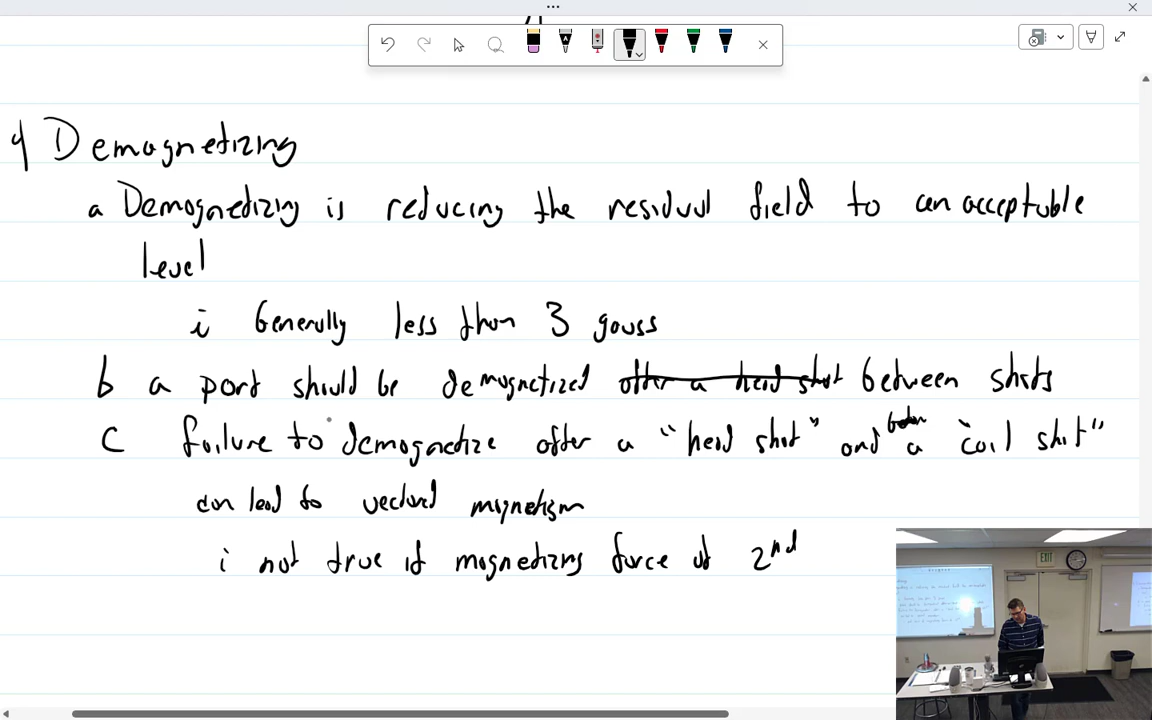 4 Demagnetizing
a Demagnetizing is reducing the residual field to an acceptable
level
i Generally less than 3 gauss
b a part should be demagnetized after a head shot between shots
c failure to demagnetize after a "head shot" and a "coil shot"
can lead to vectored magnetism
i not true if magnetizing force of 2nd
EXIT